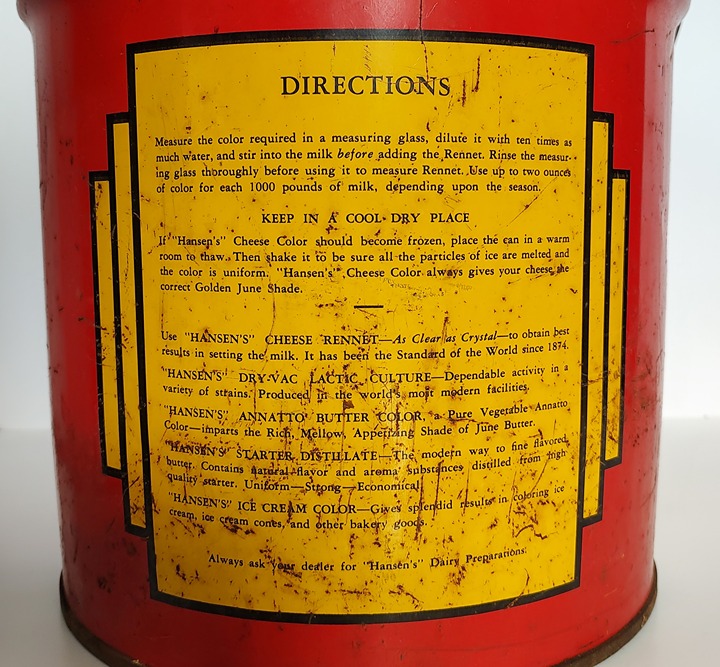 DIRECTIONS
Measure the color required in a measuring glass, dilute it with ten times as
much water, and stir into the milk before adding the Rennet. Rinse the measur-
ing glass thoroughly before using it to measure Rennet. Use up to two ounces
of color for each 1000 pounds of milk, depending upon the season.
KEEP IN A COOL DRY PLACE
If "Hansen's" Cheese Color should become frozen, place the can in a warm
room to thaw. Then shake it to be sure all the particles of ice are melted and
the color is uniform. "Hansen's" Cheese Color always gives your cheese the
correct Golden June Shade.
Use "HANSEN'S" CHEESE RENNET—As Clear as Crystal—to obtain best
results in setting the milk. It has been the Standard of the World since 1874.
"HANSEN'S" DRY-VAC LACTIC CULTURE—Dependable activity in a
variety of strains. Produced in the world's most modern facilities.
"HANSEN'S" ANNATTO BUTTER COLOR, a Pure Vegetable Annatto
Color—imparts the Rich, Mellow, Appetizing Shade of June Butter.
"HANSEN'S" STARTER DISTILLATE—The modern way to fine flavored
butter. Contains natural flavor and aroma substances distilled from high
quality starter. Uniform—Strong—Economical.
"HANSEN'S" ICE CREAM COLOR—Gives splendid results in coloring ice
cream, ice cream cones, and other bakery goods.
Always ask your dealer for "Hansen's" Dairy Preparations.